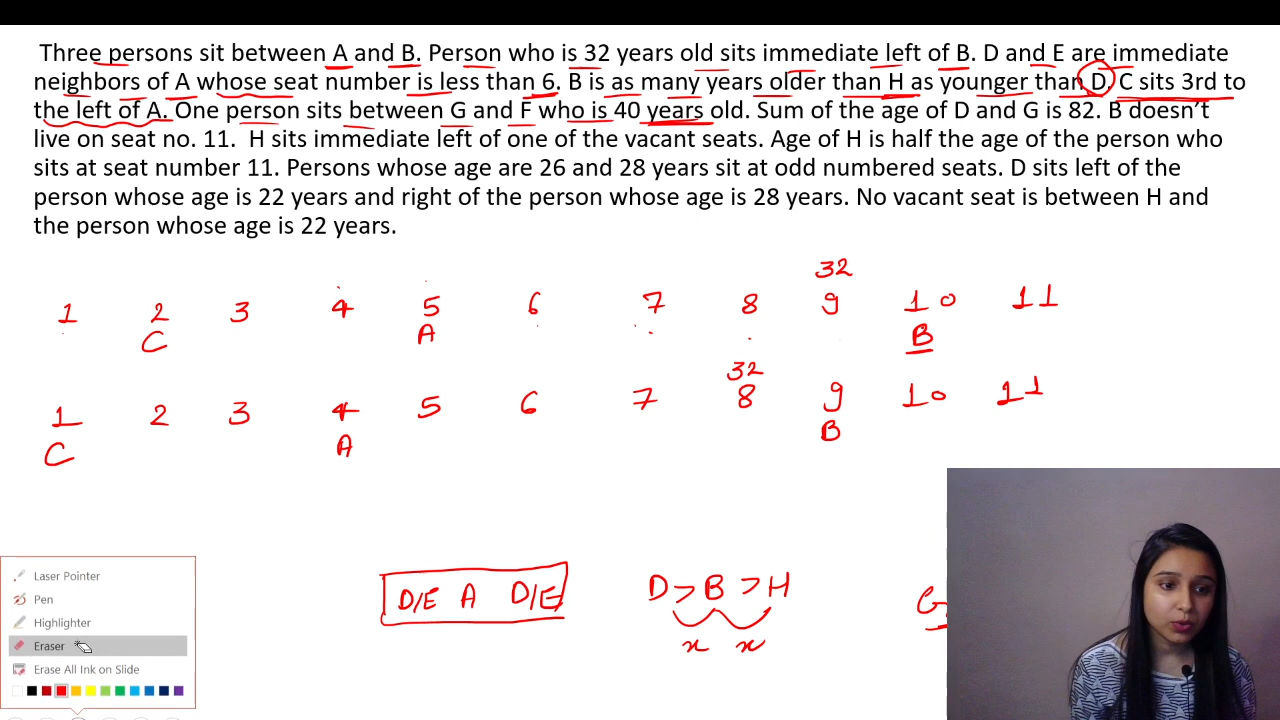 Three persons sit between A and B. Person who is 32 years old sits immediate left of B. D and E are immediate
neighbors of A whose seat number is less than 6. B is as many years older than H as younger than D. C sits 3rd to
the left of A. One person sits between G and F who is 40 years old. Sum of the age of D and G is 82. B doesn't
live on seat no. 11. H sits immediate left of one of the vacant seats. Age of H is half the age of the person who
sits at seat number 11. Persons whose age are 26 and 28 years sit at odd numbered seats. D sits left of the
person whose age is 22 years and right of the person whose age is 28 years. No vacant seat is between H and
the person whose age is 22 years.
32
1 2 3 4 5 6 7 8 9 10 11
C A B
32
1 2 3 4 5 6 7 8 9 10 11
C A B
D/E A D/E D > B > H G
x x
Laser Pointer
Pen
Highlighter
Eraser
Erase All Ink on Slide